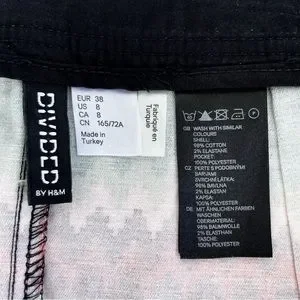 DIVIDED
BY H&M
EUR 38
US 8
CA 8
CN 165/72A
Made in
Turkey
Fabriqué en
Turquie
GB WASH WITH SIMILAR
COLOURS
SHELL:
98% COTTON
2% ELASTANE
POCKET:
100% POLYESTER
CZ PERTE S PODOBNÝMI
BARVAMI
SVRCHNÍ LÁTKA:
98% BAVLNA
2% ELASTAN
KAPSA:
100% POLYESTER
DE MIT ÄHNLICHEN FARBEN
WASCHEN
OBERMATERIAL:
98% BAUMWOLLE
2% ELASTHAN
TASCHE:
100% POLYESTER